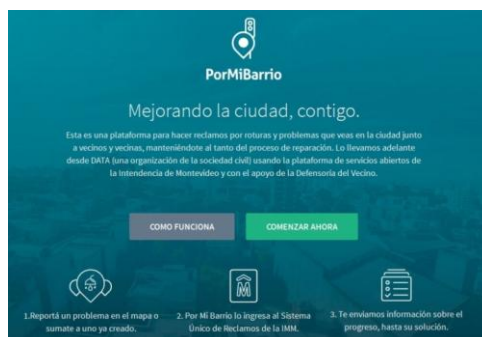 PorMiBarrio
Mejorando la ciudad, contigo.
Esta es una plataforma para hacer reclamos por roturas y problemas que veas en la ciudad junto
a vecinos y vecinas, manteniéndote al tanto del proceso de reparación. Lo llevamos adelante
desde DATA (una organización de la sociedad civil) usando la plataforma de servicios abiertos de
la Intendencia de Montevideo y con el apoyo de la Defensoría del Vecino.
COMO FUNCIONA
COMENZAR AHORA
1.Reportá un problema en el mapa o
sumate a uno ya creado.
2. Por Mi Barrio lo ingresa al Sistema
Único de Reclamos de la IMM.
3. Te enviamos información sobre el
progreso, hasta su solución.